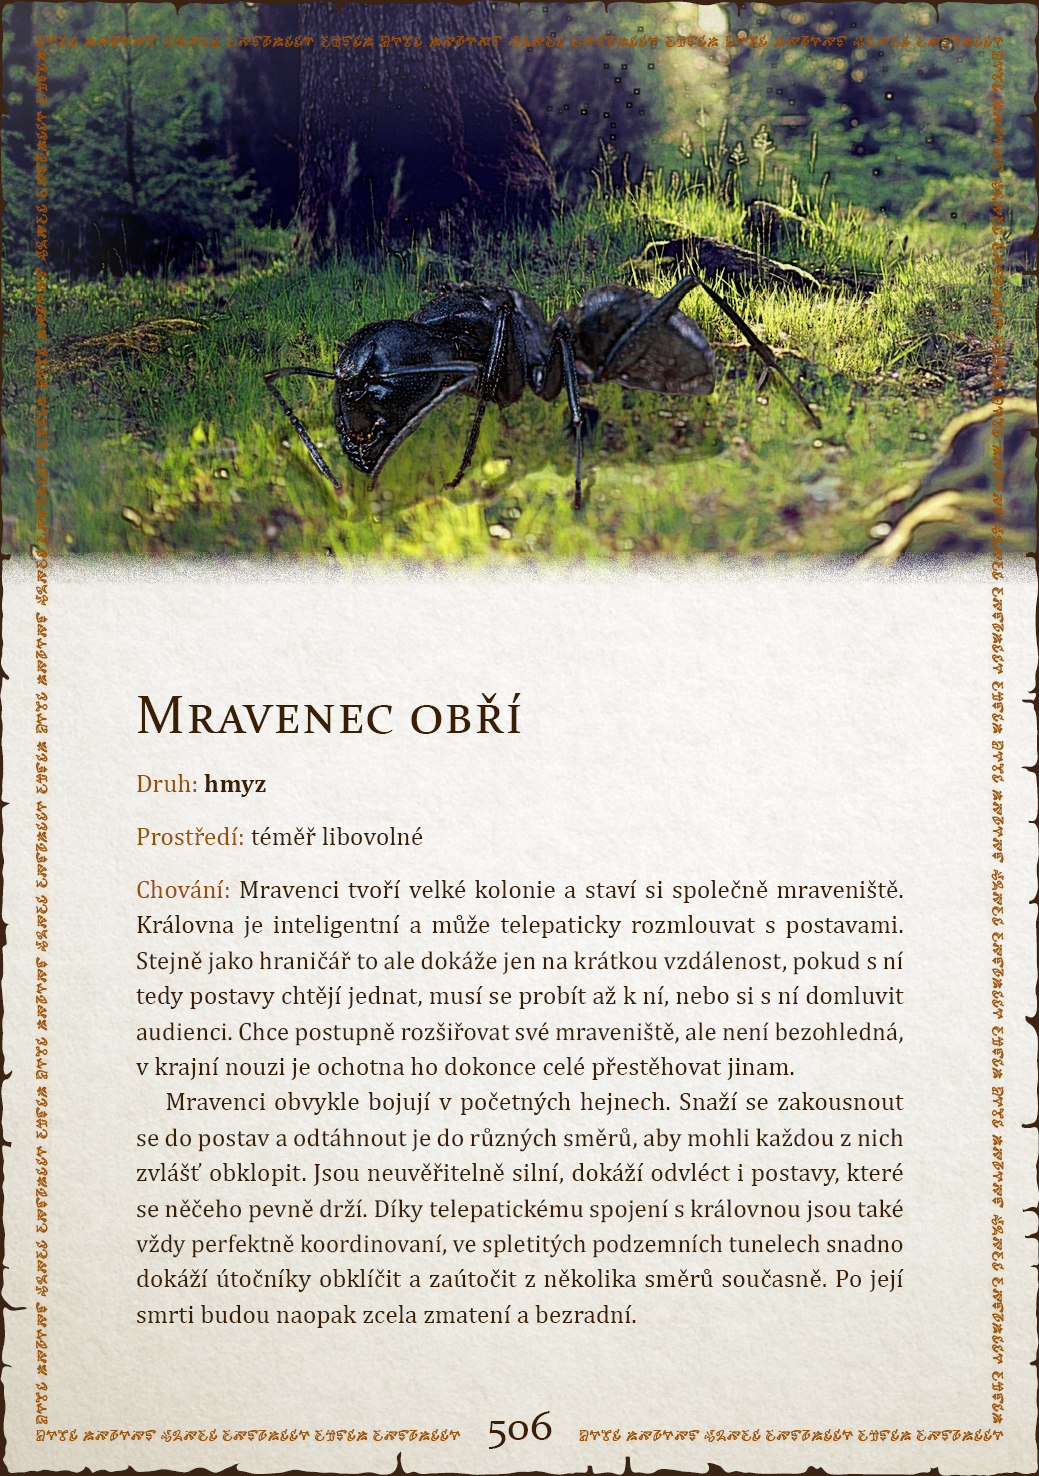 Mravenec obří
Druh: hmyz
Prostředí: téměř libovolné
Chování: Mravenci tvoří velké kolonie a staví si společně mraveniště.
Královna je inteligentní a může telepaticky rozmlouvat s postavami.
Stejně jako hraničář to ale dokáže jen na krátkou vzdálenost, pokud s ní
tedy postavy chtějí jednat, musí se probít až k ní, nebo si s ní domluvit
audienci. Chce postupně rozšiřovat své mraveniště, ale není bezohledná,
v krajní nouzi je ochotna ho dokonce celé přestěhovat jinam.
Mravenci obvykle bojují v početných hejnech. Snaží se zakousnout
se do postav a odtáhnout je do různých směrů, aby mohli každou z nich
zvlášť obklopit. Jsou neuvěřitelně silní, dokáží odvléct i postavy, které
se něčeho pevně drží. Díky telepatickému spojení s královnou jsou také
vždy perfektně koordinovaní, ve spletitých podzemních tunelech snadno
dokáží útočníky obklíčit a zaútočit z několika směrů současně. Po její
smrti budou naopak zcela zmatení a bezradní.
506